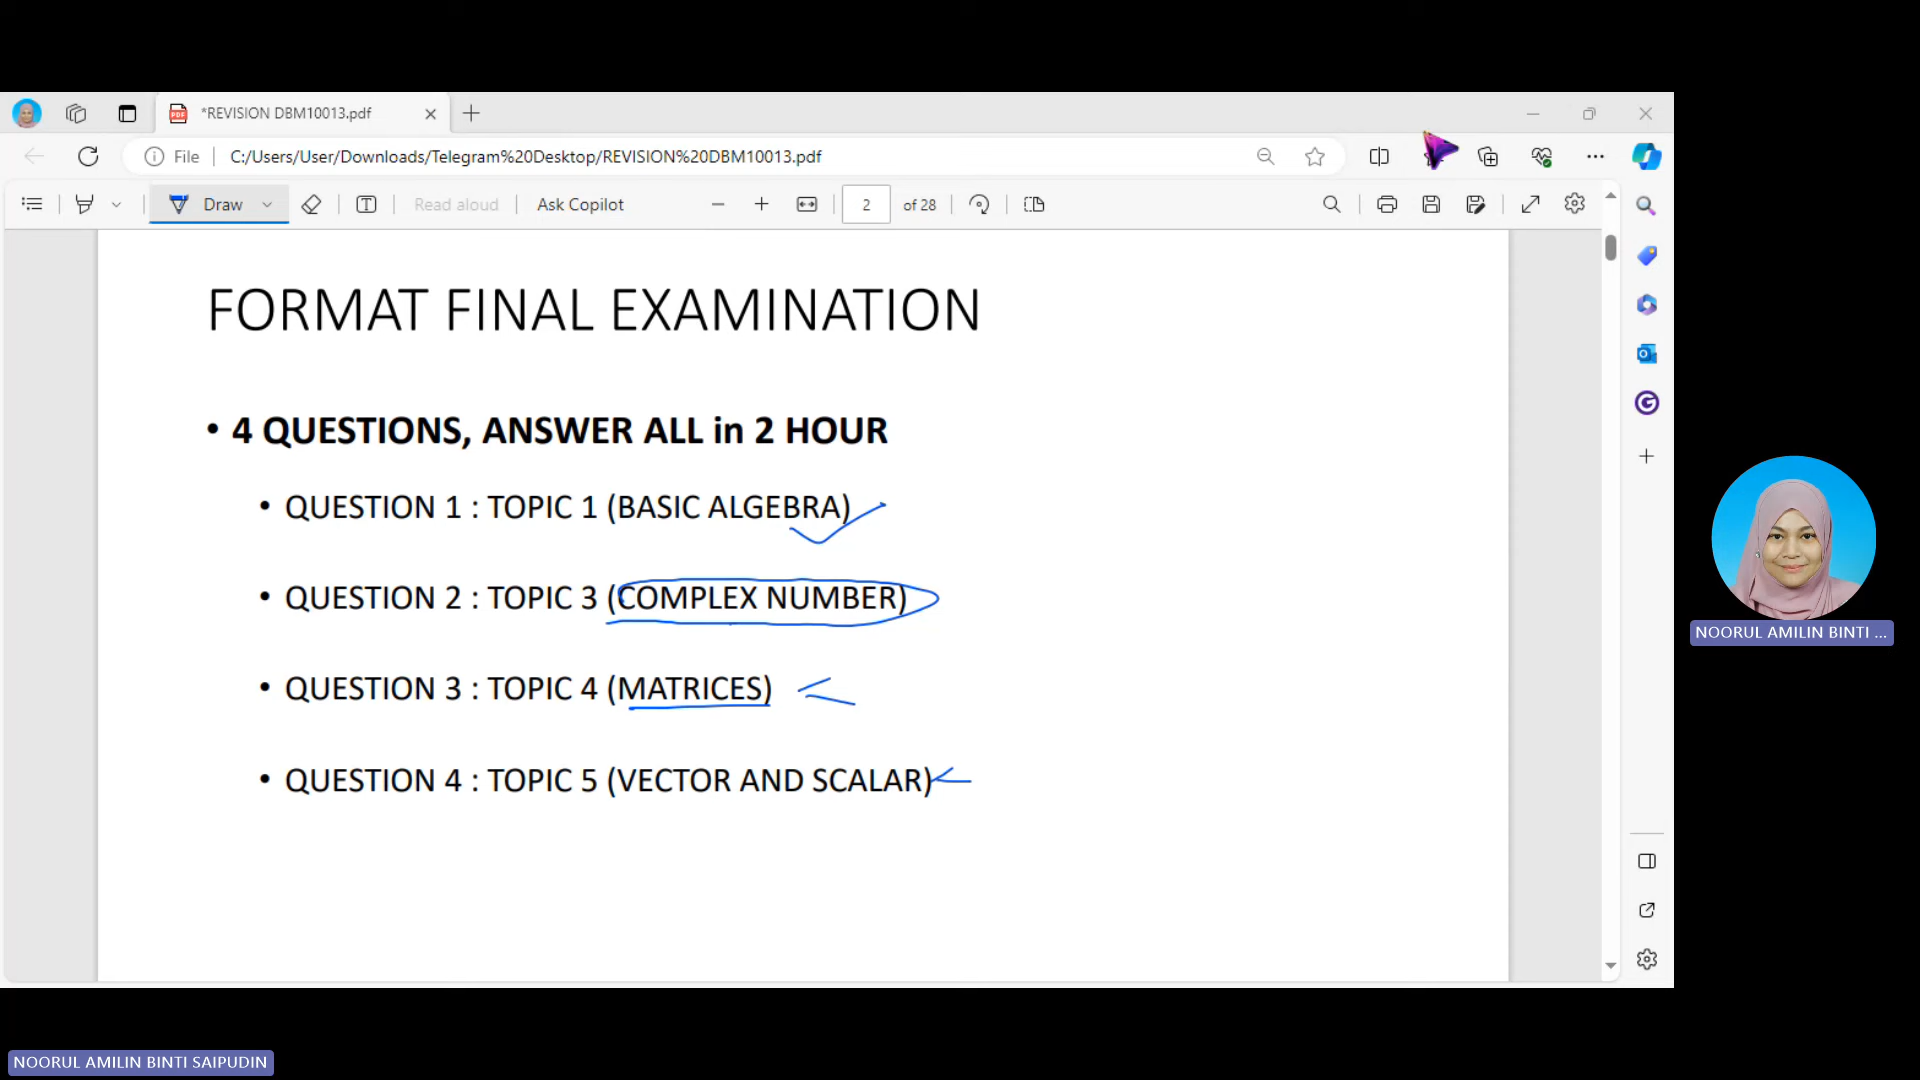 *REVISION DBM10013.pdf
File C:/Users/User/Downloads/Telegram%20Desktop/REVISION%20DBM10013.pdf
Draw Read aloud Ask Copilot 2 of 28
FORMAT FINAL EXAMINATION
• 4 QUESTIONS, ANSWER ALL in 2 HOUR
• QUESTION 1 : TOPIC 1 (BASIC ALGEBRA)
• QUESTION 2 : TOPIC 3 (COMPLEX NUMBER)
• QUESTION 3 : TOPIC 4 (MATRICES)
• QUESTION 4 : TOPIC 5 (VECTOR AND SCALAR)
NOORUL AMILIN BINTI ...
NOORUL AMILIN BINTI SAIPUDIN